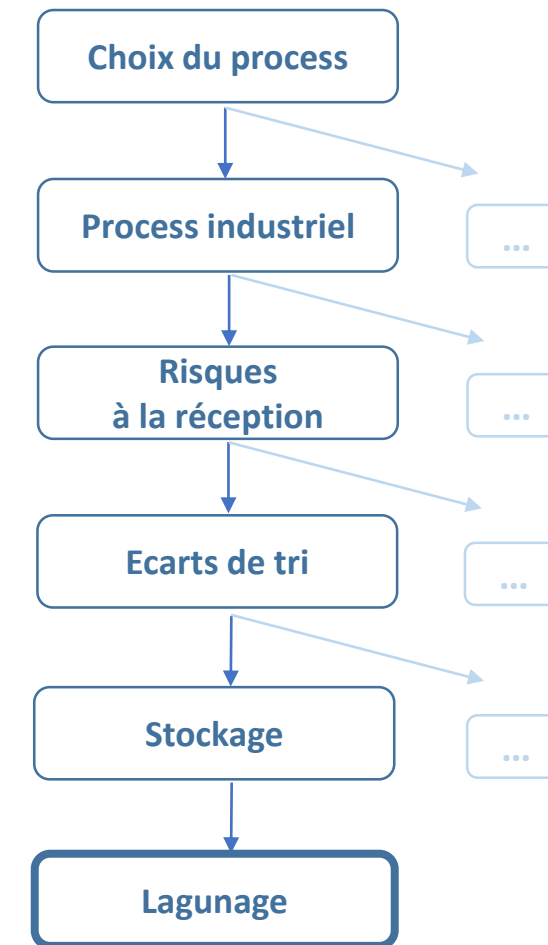 Choix du process
Process industriel
...
Risques
à la réception
...
Ecarts de tri
...
Stockage
...
Lagunage